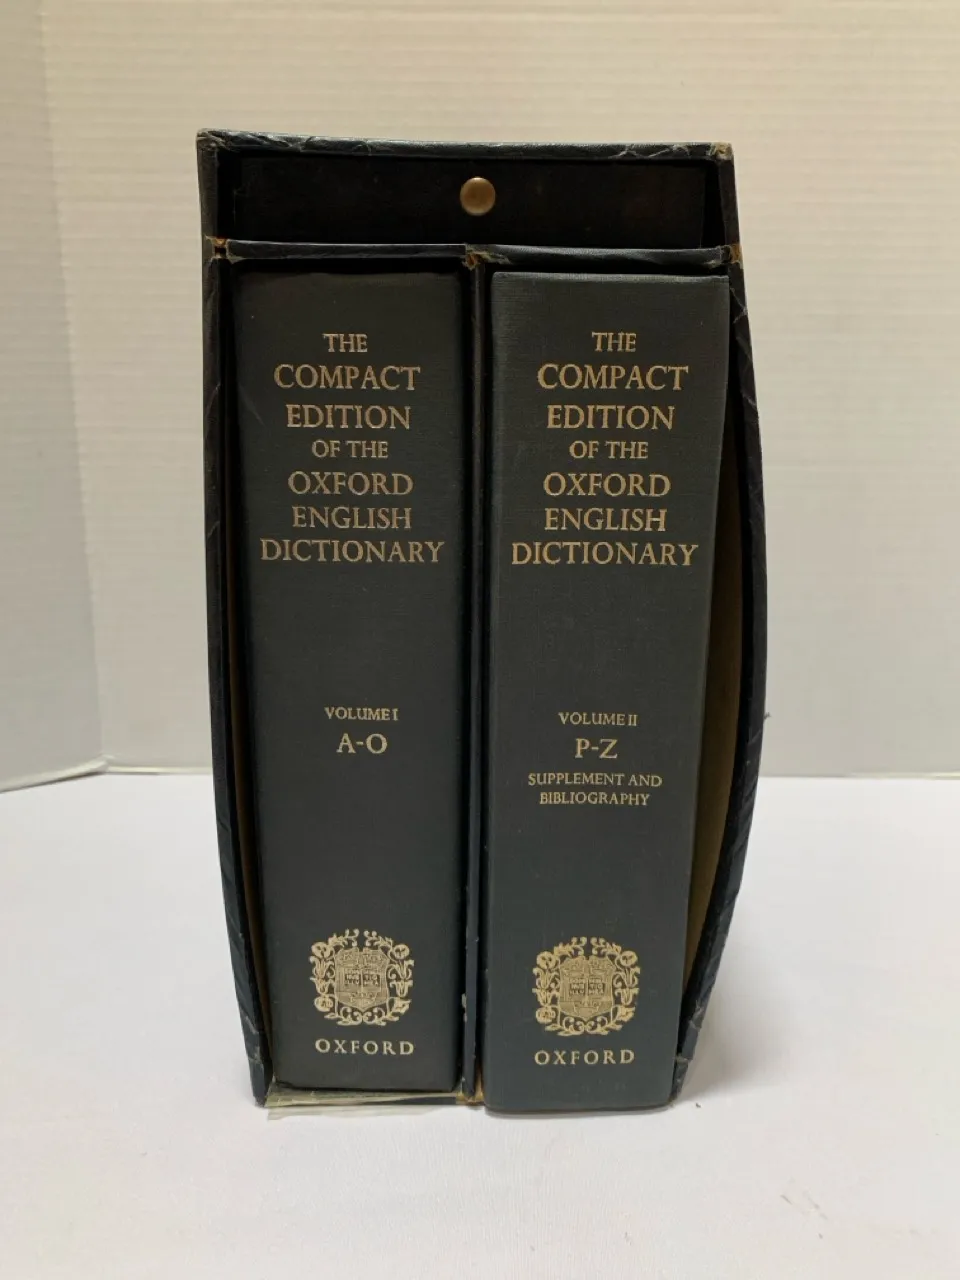 THE
COMPACT
EDITION
OF THE
OXFORD
ENGLISH
DICTIONARY
VOLUME I
A-O
OXFORD
THE
COMPACT
EDITION
OF THE
OXFORD
ENGLISH
DICTIONARY
VOLUME II
P-Z
SUPPLEMENT AND
BIBLIOGRAPHY
OXFORD